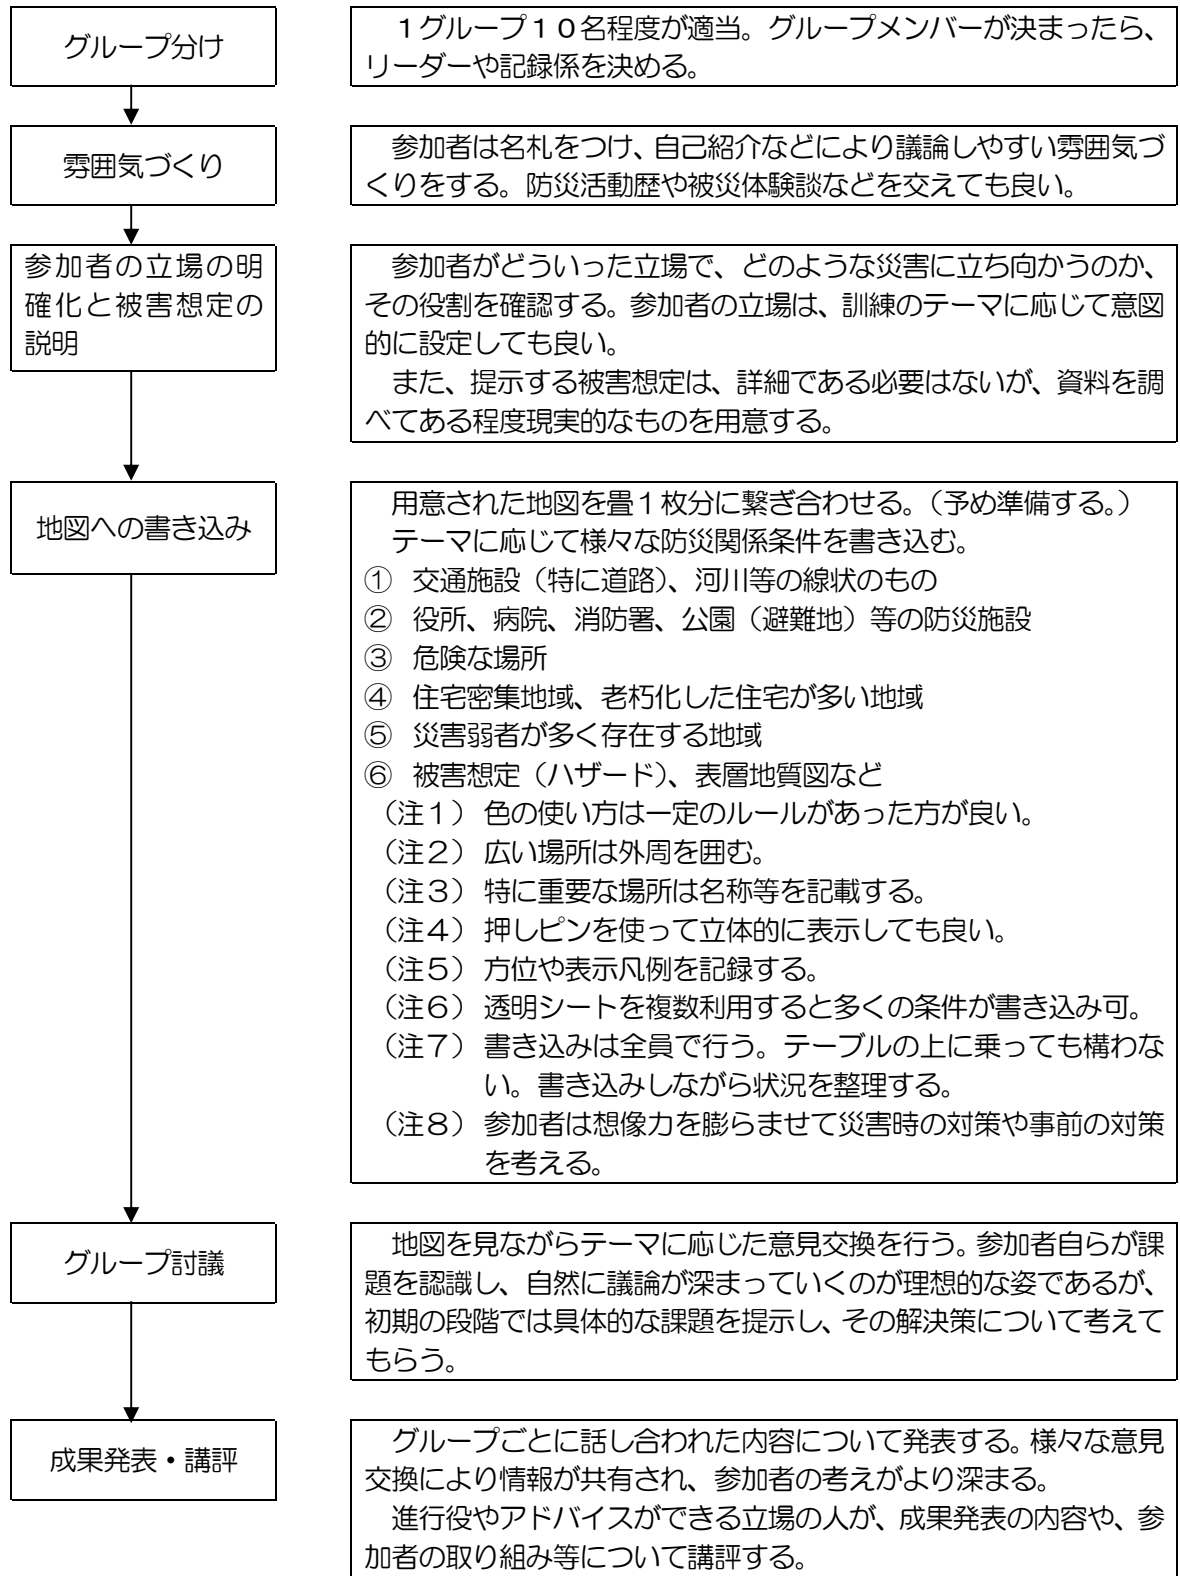 グループ分け
１グループ１０名程度が適当。グループメンバーが決まったら、
リーダーや記録係を決める。
雰囲気づくり
参加者は名札をつけ、自己紹介などにより議論しやすい雰囲気づ
くりをする。防災活動歴や被災体験談などを交えても良い。
参加者の立場の明
確化と被害想定の
説明
参加者がどういった立場で、どのような災害に立ち向かうのか、
その役割を確認する。参加者の立場は、訓練のテーマに応じて意図
的に設定しても良い。
また、提示する被害想定は、詳細である必要はないが、資料を調
べてある程度現実的なものを用意する。
地図への書き込み
用意された地図を畳１枚分に繋ぎ合わせる。（予め準備する。）
テーマに応じて様々な防災関係条件を書き込む。
① 交通施設（特に道路）、河川等の線状のもの
② 役所、病院、消防署、公園（避難地）等の防災施設
③ 危険な場所
④ 住宅密集地域、老朽化した住宅が多い地域
⑤ 災害弱者が多く存在する地域
⑥ 被害想定（ハザード）、表層地質図など
（注１） 色の使い方は一定のルールがあった方が良い。
（注２） 広い場所は外周を囲む。
（注３） 特に重要な場所は名称等を記載する。
（注４） 押しピンを使って立体的に表示しても良い。
（注５） 方位や表示凡例を記録する。
（注６） 透明シートを複数利用すると多くの条件が書き込み可。
（注７） 書き込みは全員で行う。テーブルの上に乗っても構わな
い。書き込みしながら状況を整理する。
（注８） 参加者は想像力を膨らませて災害時の対策や事前の対策
を考える。
グループ討議
地図を見ながらテーマに応じた意見交換を行う。参加者自らが課
題を認識し、自然に議論が深まっていくのが理想的な姿であるが、
初期の段階では具体的な課題を提示し、その解決策について考えて
もらう。
成果発表・講評
グループごとに話し合われた内容について発表する。様々な意見
交換により情報が共有され、参加者の考えがより深まる。
進行役やアドバイスができる立場の人が、成果発表の内容や、参
加者の取り組み等について講評する。